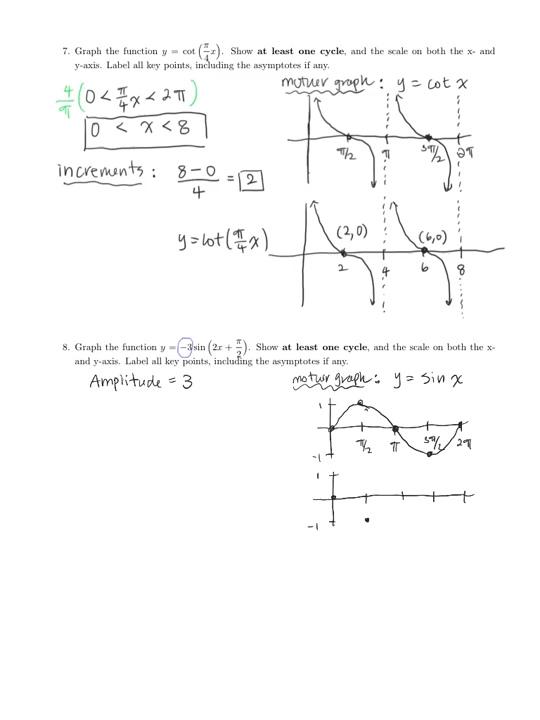 7. Graph the function y = cot (π/4 x). Show at least one cycle, and the scale on both the x- and
y-axis. Label all key points, including the asymptotes if any.
4/π (0 < π/4 x < 2π)
0 < x < 8
increments : 8-0/4 = 2
mother graph : y = cot x
π/2 π 3π/2 2π
y = cot(π/4 x)
(2,0) (6,0)
2 4 6 8
8. Graph the function y = -3 sin (2x + π/2). Show at least one cycle, and the scale on both the x-
and y-axis. Label all key points, including the asymptotes if any.
Amplitude = 3
mother graph : y = sin x
1
π/2 π 3π/2 2π
-1
1
-1